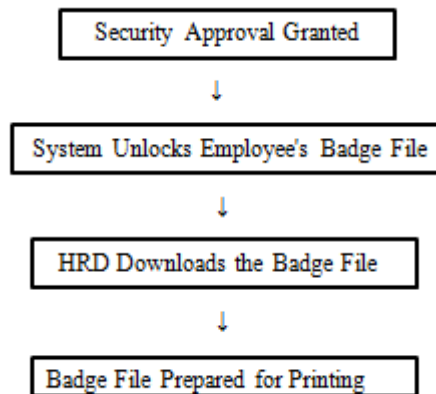 Security Approval Granted
↓
System Unlocks Employee's Badge File
↓
HRD Downloads the Badge File
↓
Badge File Prepared for Printing